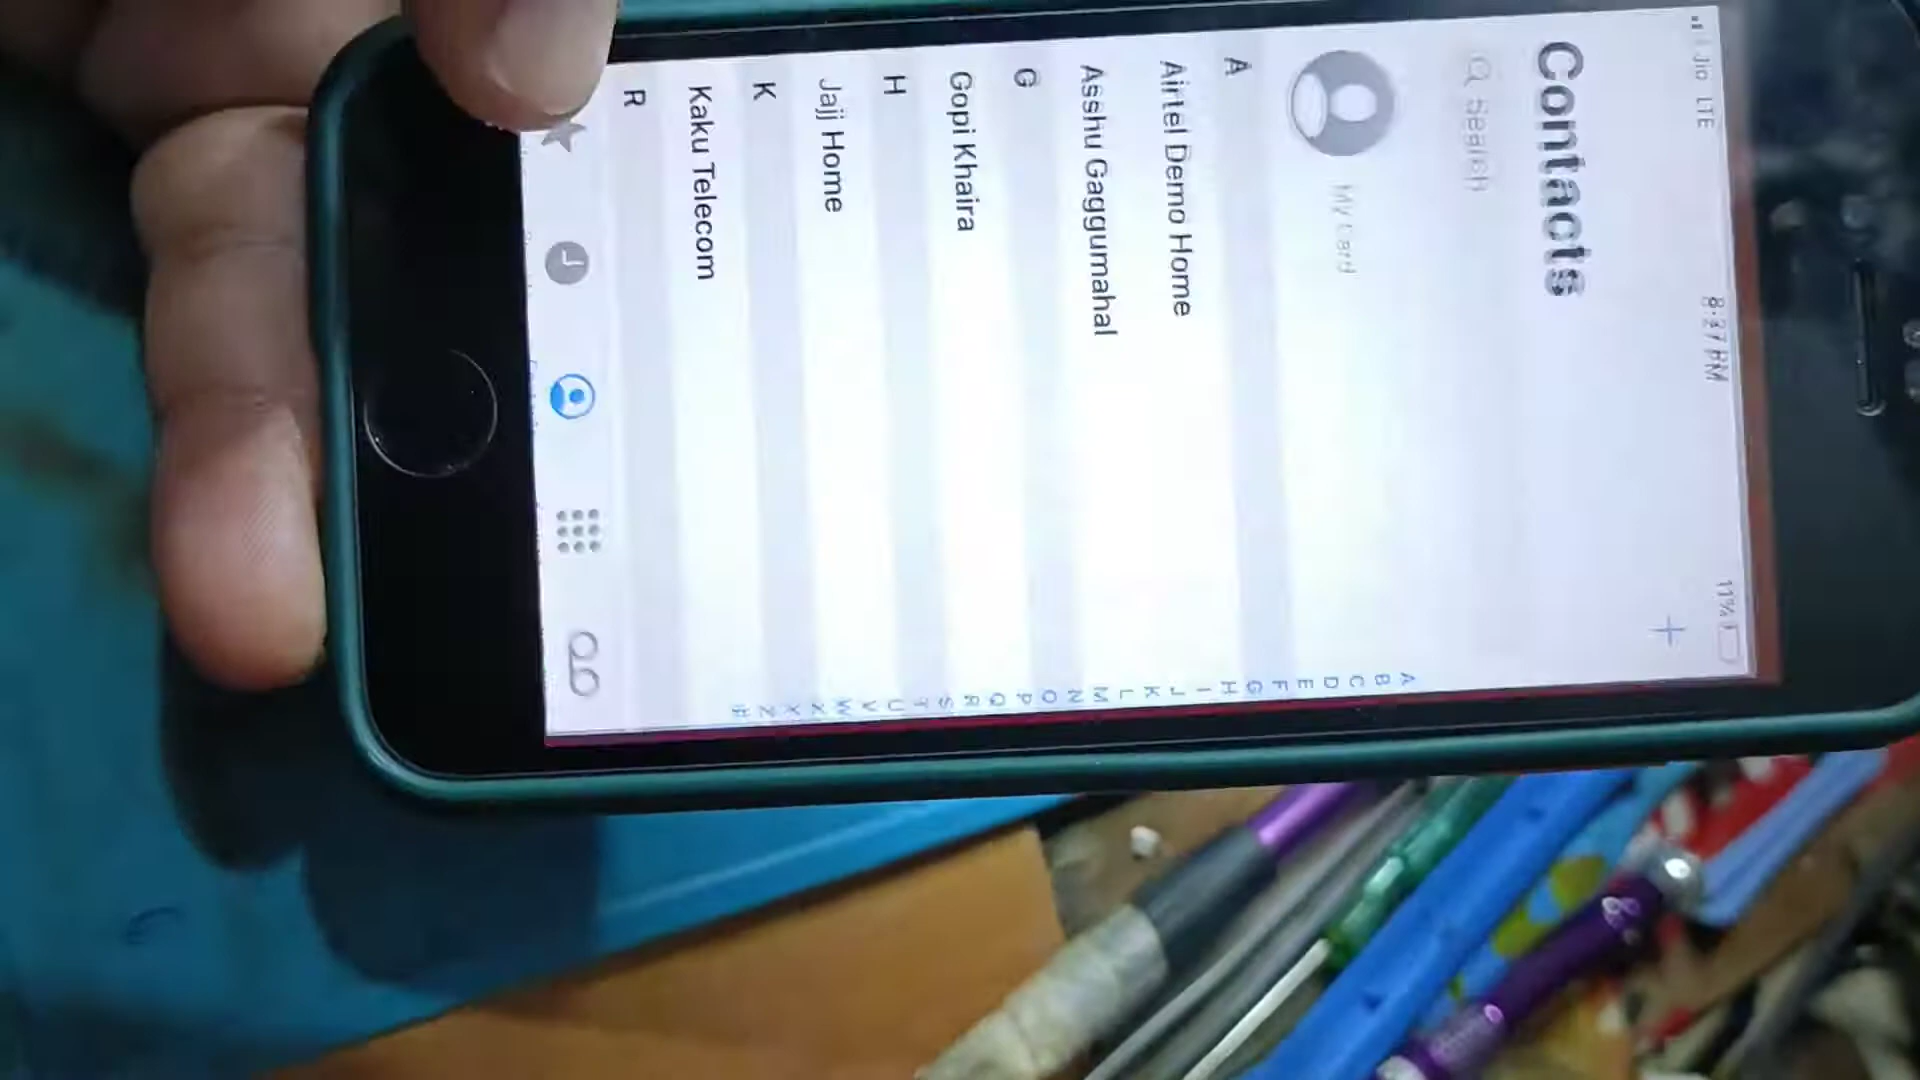 Jio LTE
8:37 PM
11%
Contacts
Search
My card
A
Airtel Demo Home
Asshu Gaggumahal
G
Gopi Khaira
H
Jajj Home
K
Kaku Telecom
R
A
B
C
D
E
F
G
H
I
J
K
L
M
N
O
P
Q
R
S
T
U
V
W
X
Y
Z
#